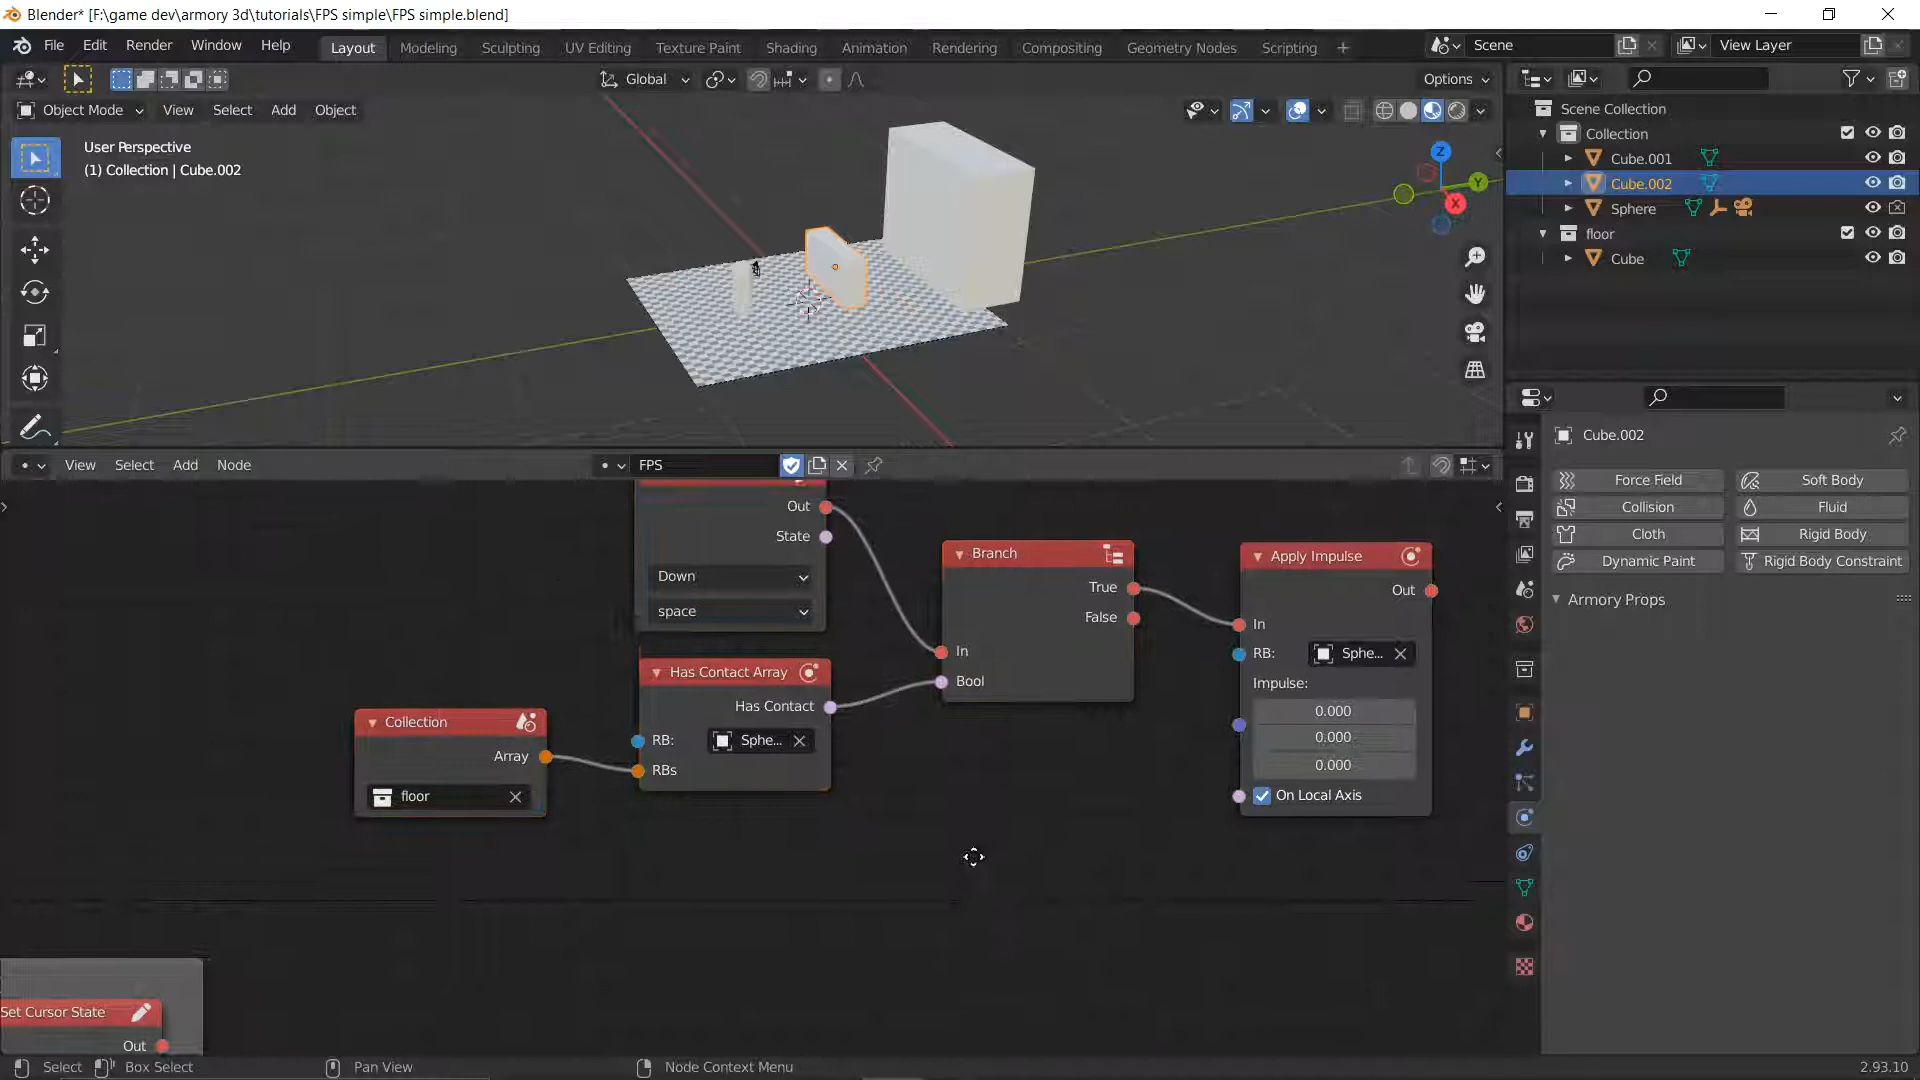 Blender* [F:\game dev\armory 3d\tutorials\FPS simple\FPS simple.blend]
File Edit Render Window Help Layout Modeling Sculpting UV Editing Texture Paint Shading Animation Rendering Compositing Geometry Nodes Scripting + Scene View Layer
Global Options
Object Mode View Select Add Object
User Perspective
(1) Collection | Cube.002
Z
Y
X
Scene Collection
Collection
Cube.001
Cube.002
Sphere
floor
Cube
Cube.002
Force Field Soft Body
Collision Fluid
Cloth Rigid Body
Dynamic Paint Rigid Body Constraint
Armory Props
View Select Add Node FPS
Out
State
Down
space
Has Contact Array
Has Contact
RB: Sphe...
RBs
Collection
Array
floor
Branch
True
False
In
Bool
Apply Impulse
Out
In
RB: Sphe...
Impulse:
0.000
0.000
0.000
On Local Axis
Set Cursor State
Out
Select Box Select Pan View Node Context Menu 2.93.10